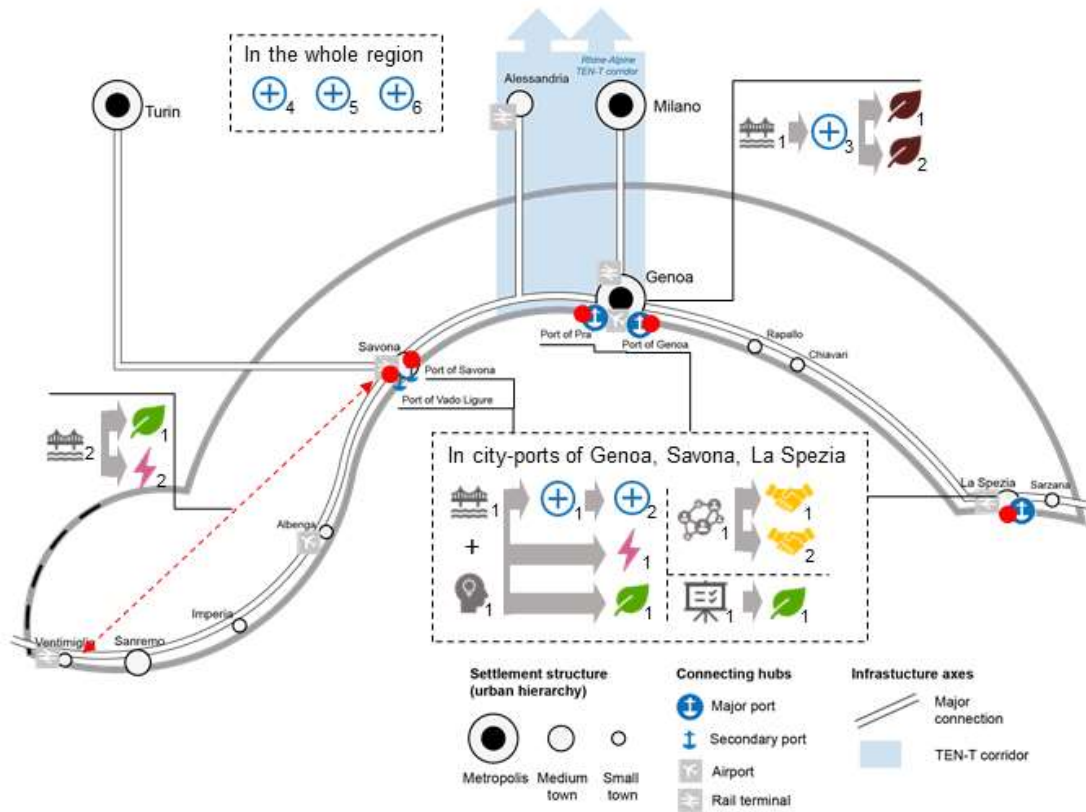 In the whole region
4
5
6
Rhine-Alpine
TEN-T corridor
Alessandria
Milano
Turin
1
3
1
2
Genoa
Port of Pra
Port of Genoa
Rapallo
Chiavari
Savona
Port of Savona
Port of Vado Ligure
2
1
2
In city-ports of Genoa, Savona, La Spezia
1
1
2
+
1
1
1
1
1
2
1
1
La Spezia
Sarzana
Albenga
Imperia
Sanremo
Ventimiglia
Settlement structure
(urban hierarchy)
Metropolis
Medium
town
Small
town
Connecting hubs
Major port
Secondary port
Airport
Rail terminal
Infrastucture axes
Major
connection
TEN-T corridor